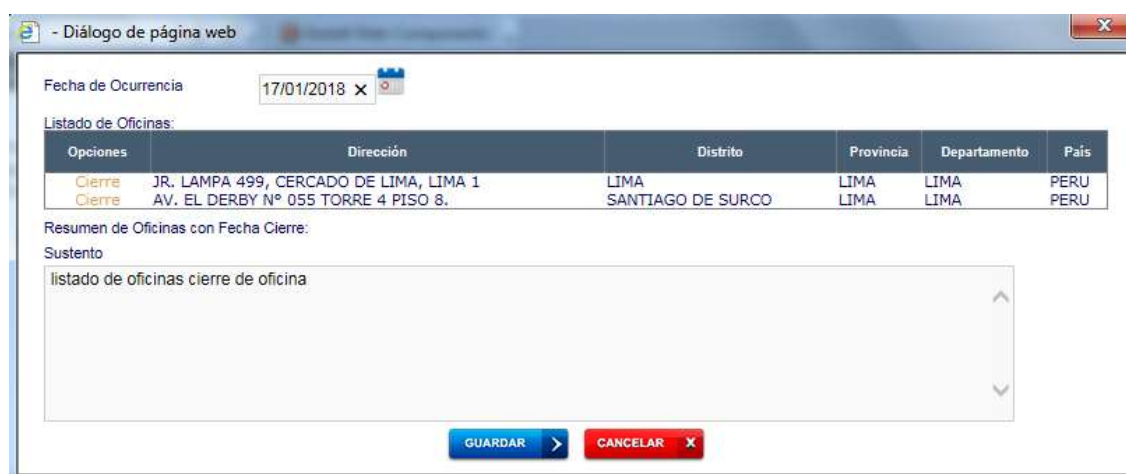 - Diálogo de página web
Fecha de Ocurrencia 17/01/2018
Listado de Oficinas:
Opciones Dirección Distrito Provincia Departamento País
Cierre JR. LAMPA 499, CERCADO DE LIMA, LIMA 1 LIMA LIMA LIMA PERU
Cierre AV. EL DERBY N° 055 TORRE 4 PISO 8. SANTIAGO DE SURCO LIMA LIMA PERU
Resumen de Oficinas con Fecha Cierre:
Sustento
listado de oficinas cierre de oficina
GUARDAR CANCELAR X